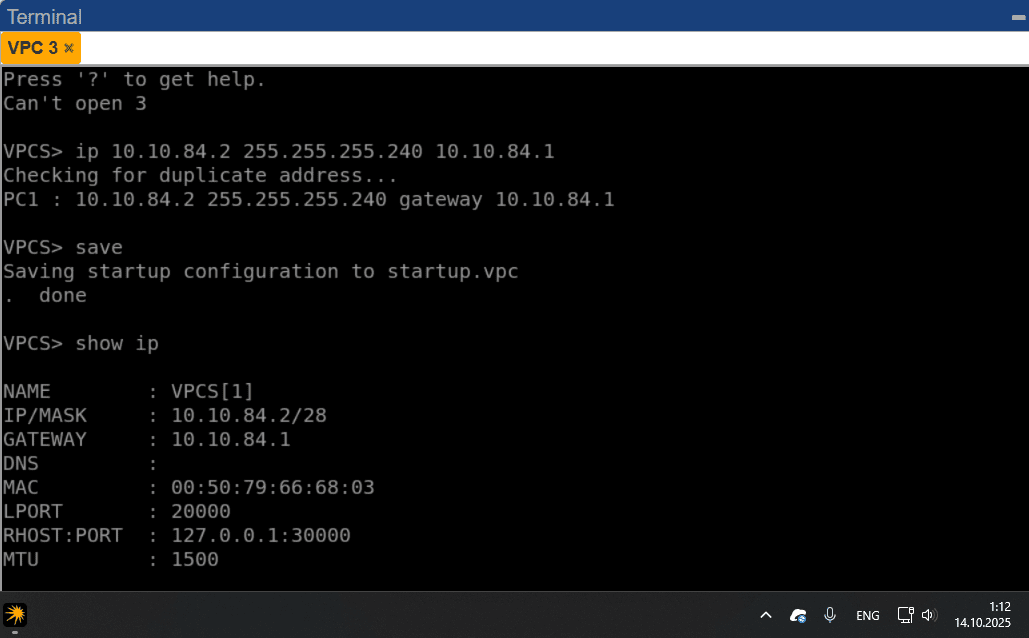 Terminal
VPC 3 ×
Press '?' to get help.
Can't open 3
VPCS> ip 10.10.84.2 255.255.255.240 10.10.84.1
Checking for duplicate address...
PC1 : 10.10.84.2 255.255.255.240 gateway 10.10.84.1
VPCS> save
Saving startup configuration to startup.vpc
.  done
VPCS> show ip
NAME        : VPCS[1]
IP/MASK     : 10.10.84.2/28
GATEWAY     : 10.10.84.1
DNS         :
MAC         : 00:50:79:66:68:03
LPORT       : 20000
RHOST:PORT  : 127.0.0.1:30000
MTU         : 1500
ENG
1:12
14.10.2025